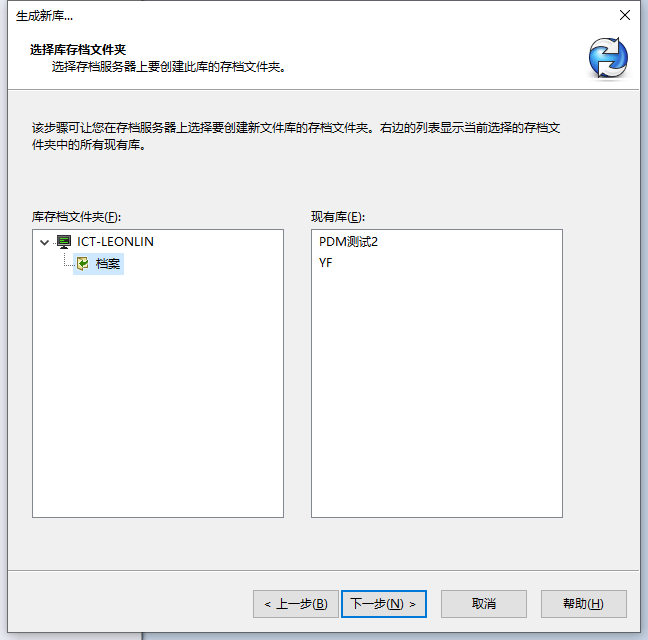 生成新库...
选择库存档文件夹
选择存档服务器上要创建此库的存档文件夹。
该步骤可让您在存档服务器上选择要创建新文件库的存档文件夹。右边的列表显示当前选择的存档文
件夹中的所有现有库。
库存档文件夹(F):
现有库(E):
ICT-LEONLIN
档案
PDM测试2
YF
< 上一步(B)
下一步(N) >
取消
帮助(H)